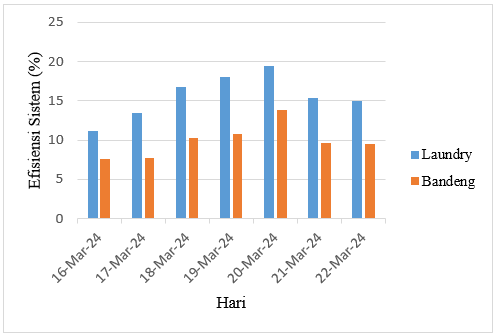 25
20
15
10
5
0
Efisiensi Sistem (%)
16-Mar-24
17-Mar-24
18-Mar-24
19-Mar-24
20-Mar-24
21-Mar-24
22-Mar-24
Hari
Laundry
Bandeng